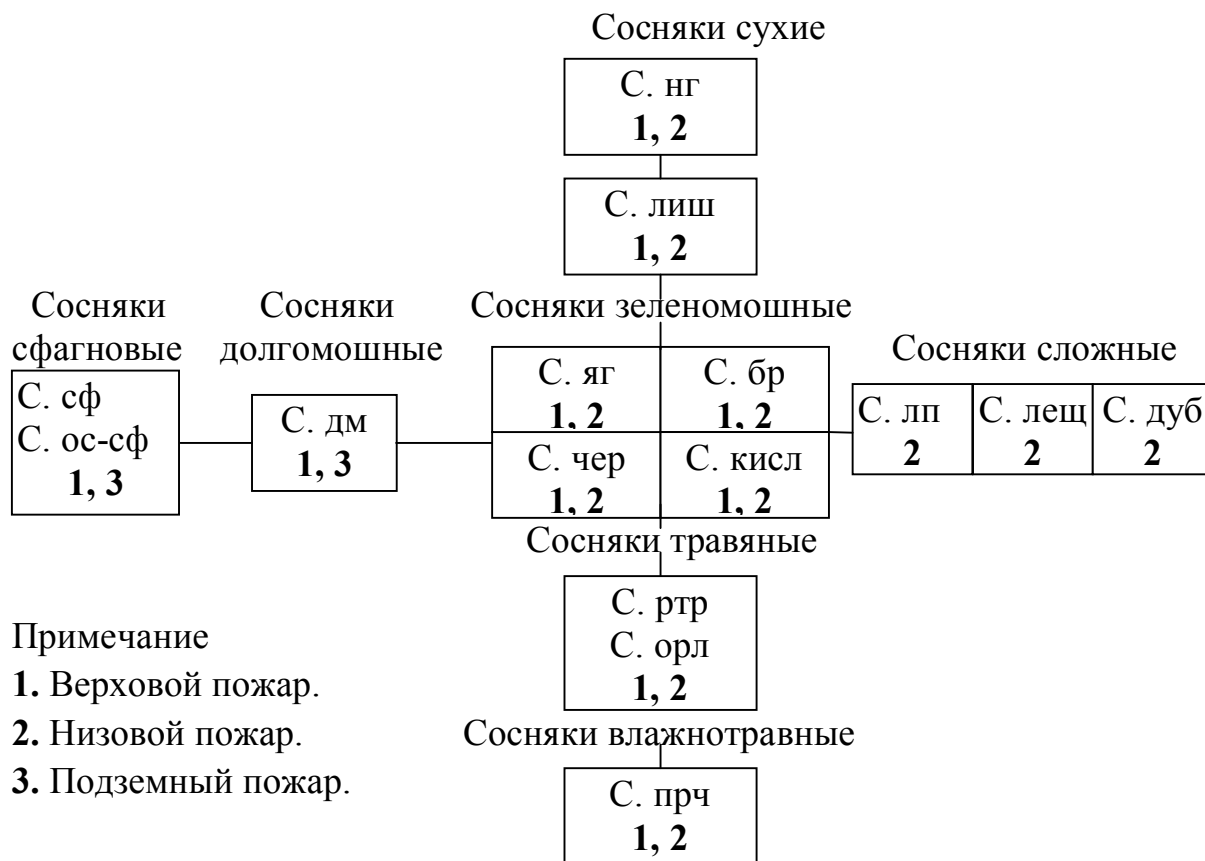 Сосняки сухие
С. нг
1, 2
С. лиш
1, 2
Сосняки
сфагновые
С. сф
С. ос-сф
1, 3
Сосняки
долгомошные
С. дм
1, 3
Сосняки зеленомошные
С. яг
1, 2
С. бр
1, 2
С. чер
1, 2
С. кисл
1, 2
Сосняки сложные
С. лп
2
С. лещ
2
С. дуб
2
Сосняки травяные
С. ртр
С. орл
1, 2
Сосняки влажнотравные
С. прч
1, 2
Примечание
1. Верховой пожар.
2. Низовой пожар.
3. Подземный пожар.